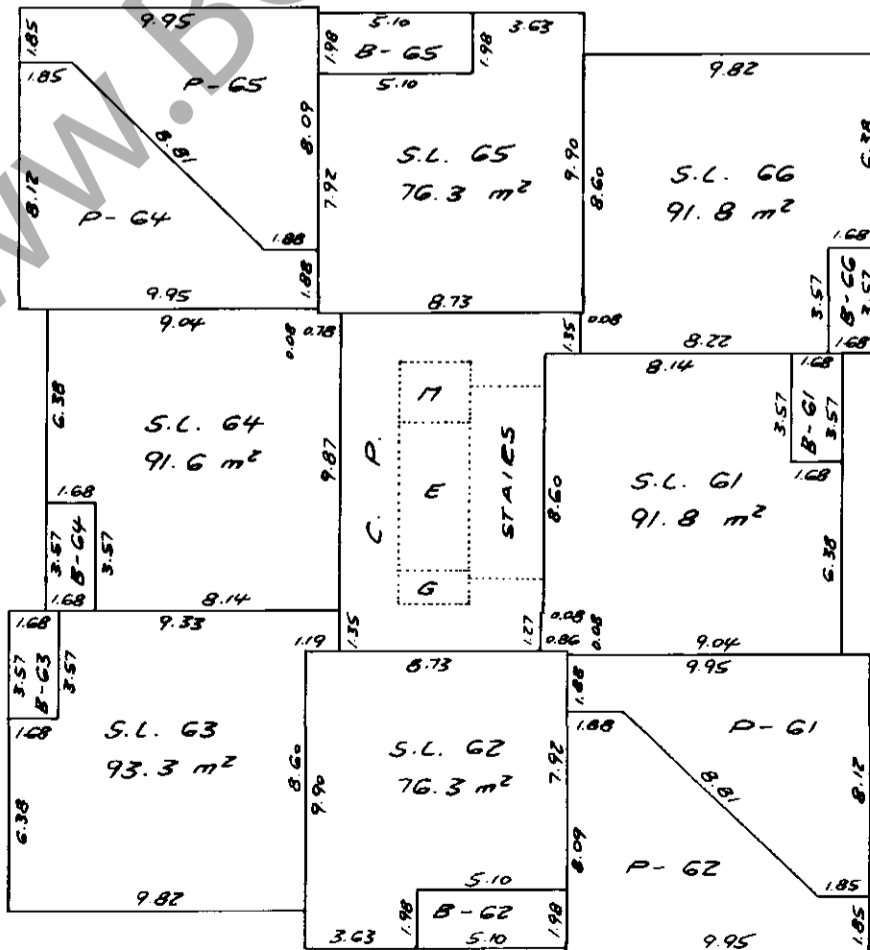 www.b
9.95
1.85
1.85
P-65
8.81
8.09
8.12
P-64
1.88
1.88
9.95
5.10
3.63
1.98
B-65
1.98
5.10
S.L. 65
76.3 m²
7.92
9.90
8.73
9.82
6.38
8.60
S.L. 66
91.8 m²
1.68
3.57
B-66
3.57
1.68
8.22
9.04
0.08
0.78
6.38
S.L. 64
91.6 m²
9.87
1.68
3.57
B-64
3.57
1.68
8.14
1.35
0.08
C. P.
M
E
G
STAIRS
1.35
1.27
8.14
1.68
3.57
B-61
3.57
1.68
8.60
S.L. 61
91.8 m²
6.38
0.08
0.86
0.08
9.04
9.33
1.19
1.68
3.57
B-63
3.57
1.68
S.L. 63
93.3 m²
8.60
6.38
9.82
8.73
S.L. 62
76.3 m²
9.90
7.92
5.10
1.98
B-62
1.98
3.63
5.10
9.95
1.88
1.88
P-61
8.81
8.12
8.09
P-62
1.85
1.85
9.95